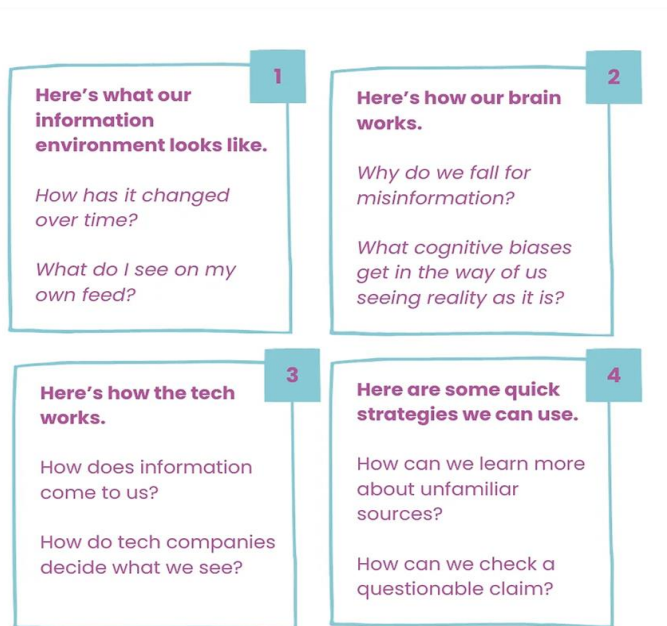 1
Here's what our
information
environment looks like.
How has it changed
over time?
What do I see on my
own feed?
2
Here's how our brain
works.
Why do we fall for
misinformation?
What cognitive biases
get in the way of us
seeing reality as it is?
3
Here's how the tech
works.
How does information
come to us?
How do tech companies
decide what we see?
4
Here are some quick
strategies we can use.
How can we learn more
about unfamiliar
sources?
How can we check a
questionable claim?